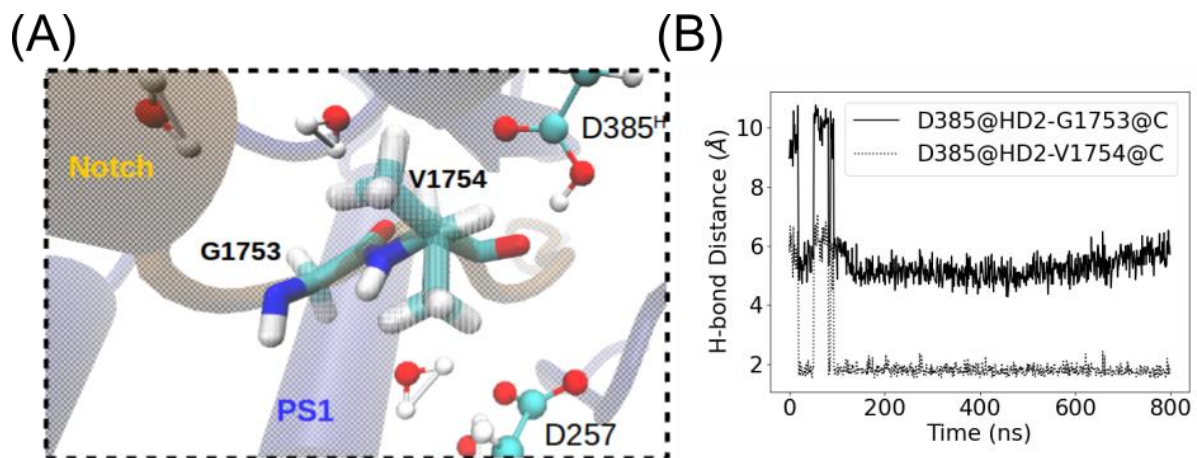 (A)
Notch
G1753
V1754
D385ᴴ
PS1
D257
(B)
D385@HD2-G1753@C
D385@HD2-V1754@C
H-bond Distance (Å)
10
8
6
4
2
0
200
400
600
800
Time (ns)